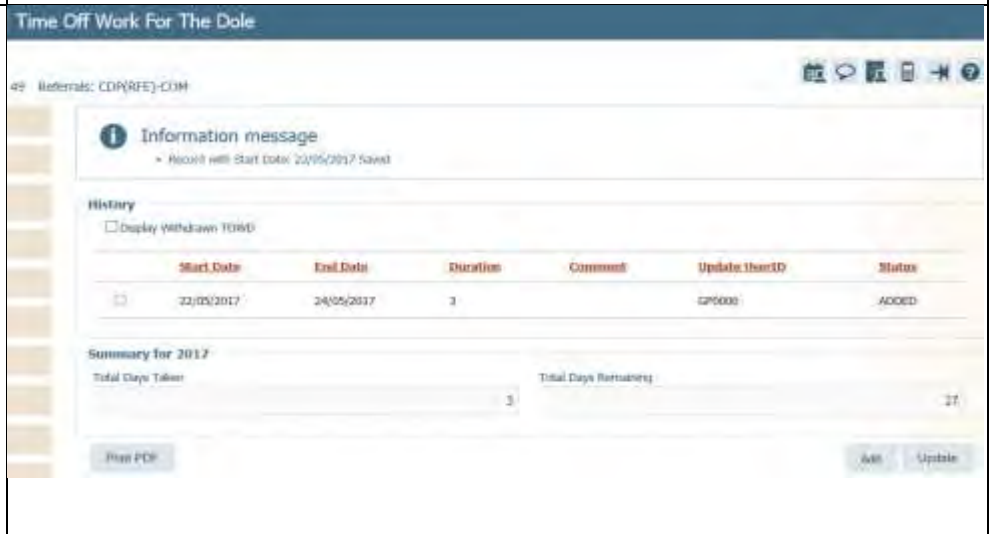 Time Off Work For The Dole
49 Referrals: CDP(RFE)-COM
Information message
Record with Start Date: 22/05/2017 Saved
History
Display Withdrawn TOWD
Start Date End Date Duration Comment Update UserID Status
22/05/2017 24/05/2017 3 GP0000 ADDED
Summary for 2017
Total Days Taken Total Days Remaining
3 27
Print PDF Add Update